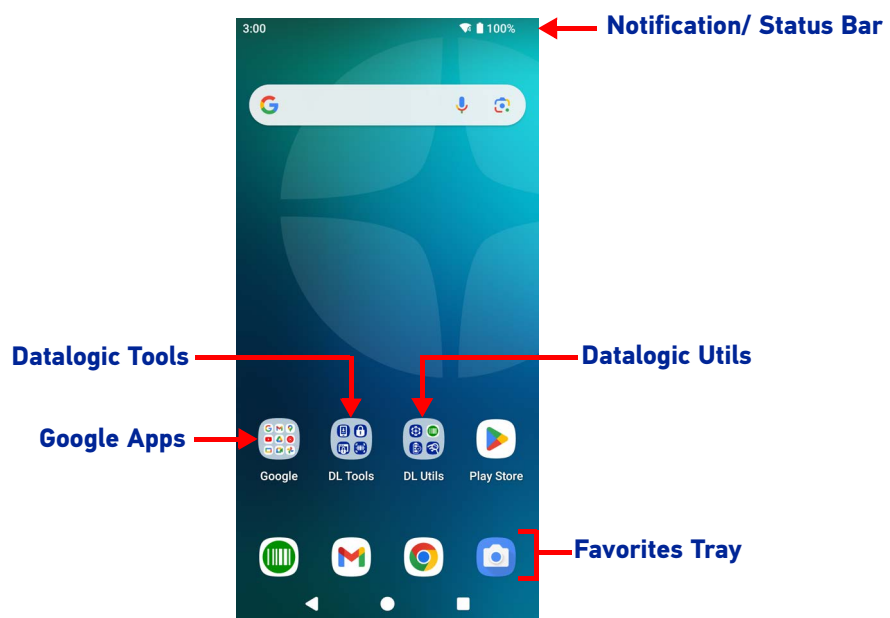 3:00
100%
Notification/ Status Bar
Datalogic Tools
Datalogic Utils
Google Apps
Google
DL Tools
DL Utils
Play Store
Favorites Tray